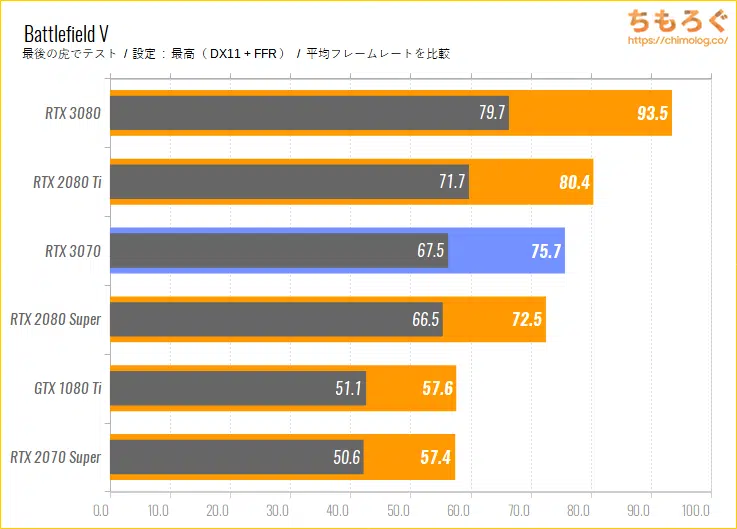 Battlefield V
ちもろぐ
https://chimolog.co/
最後の虎でテスト / 設定 : 最高（ DX11 + FFR ） / 平均フレームレートを比較
RTX 3080 79.7 93.5
RTX 2080 Ti 71.7 80.4
RTX 3070 67.5 75.7
RTX 2080 Super 66.5 72.5
GTX 1080 Ti 51.1 57.6
RTX 2070 Super 50.6 57.4
0.0 10.0 20.0 30.0 40.0 50.0 60.0 70.0 80.0 90.0 100.0